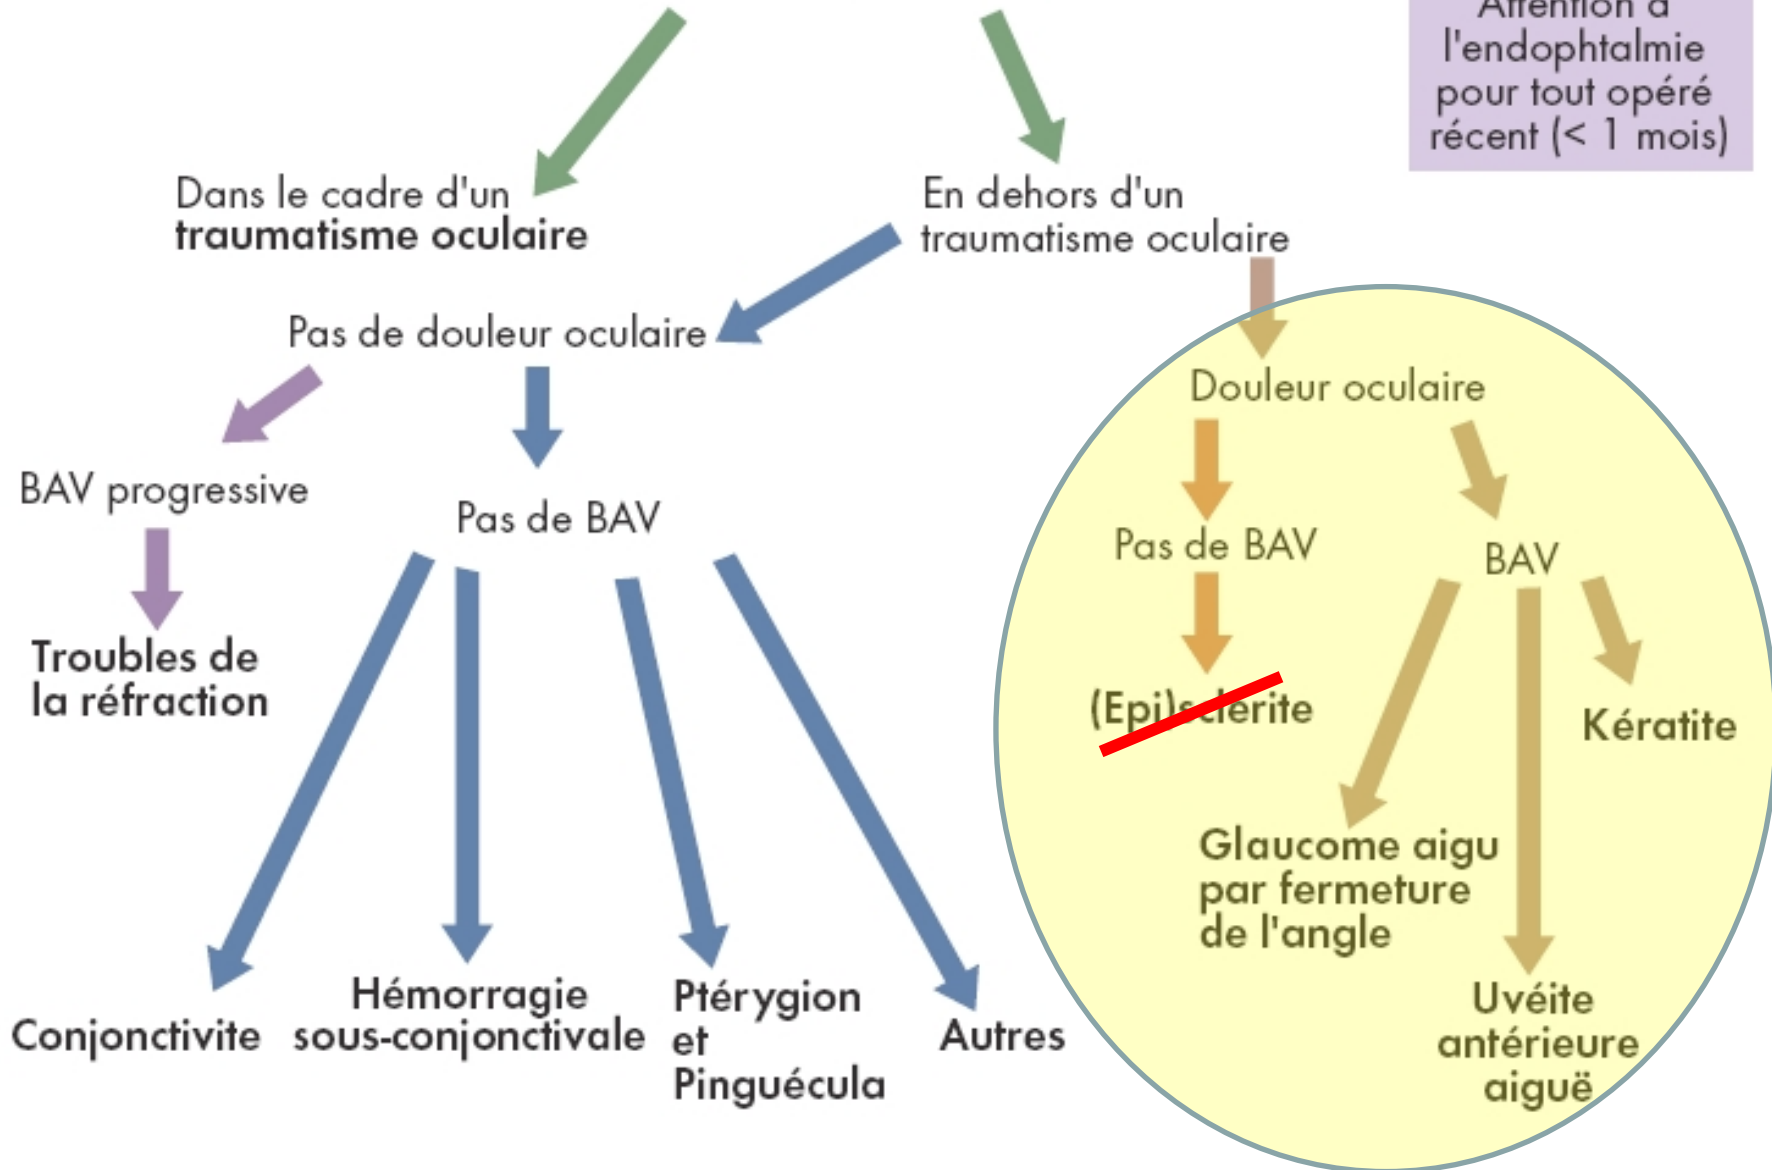 Attention à
l'endophtalmie
pour tout opéré
récent (< 1 mois)
Dans le cadre d'un
traumatisme oculaire
En dehors d'un
traumatisme oculaire
Pas de douleur oculaire
Douleur oculaire
BAV progressive
Pas de BAV
Pas de BAV
BAV
Troubles de
la réfraction
(Epi)sclérite
Kératite
Glaucome aigu
par fermeture
de l'angle
Conjonctivite
Hémorragie
sous-conjonctivale
Ptérygion
et
Pinguécula
Autres
Uvéite
antérieure
aiguë